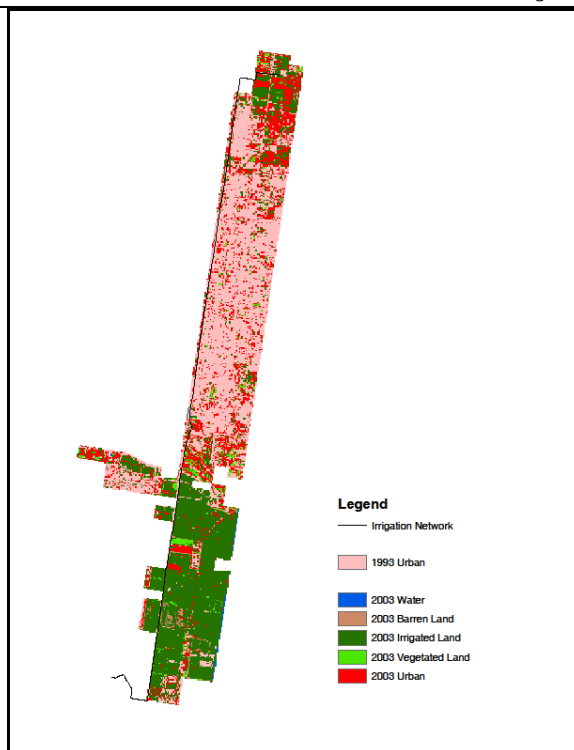 Legend
Irrigation Network
1993 Urban
2003 Water
2003 Barren Land
2003 Irrigated Land
2003 Vegetated Land
2003 Urban